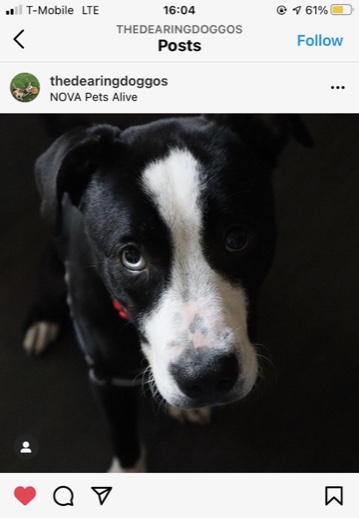 T-Mobile LTE 16:04 61%
THEDEARINGDOGGOS
Posts Follow
thedearingdoggos
NOVA Pets Alive